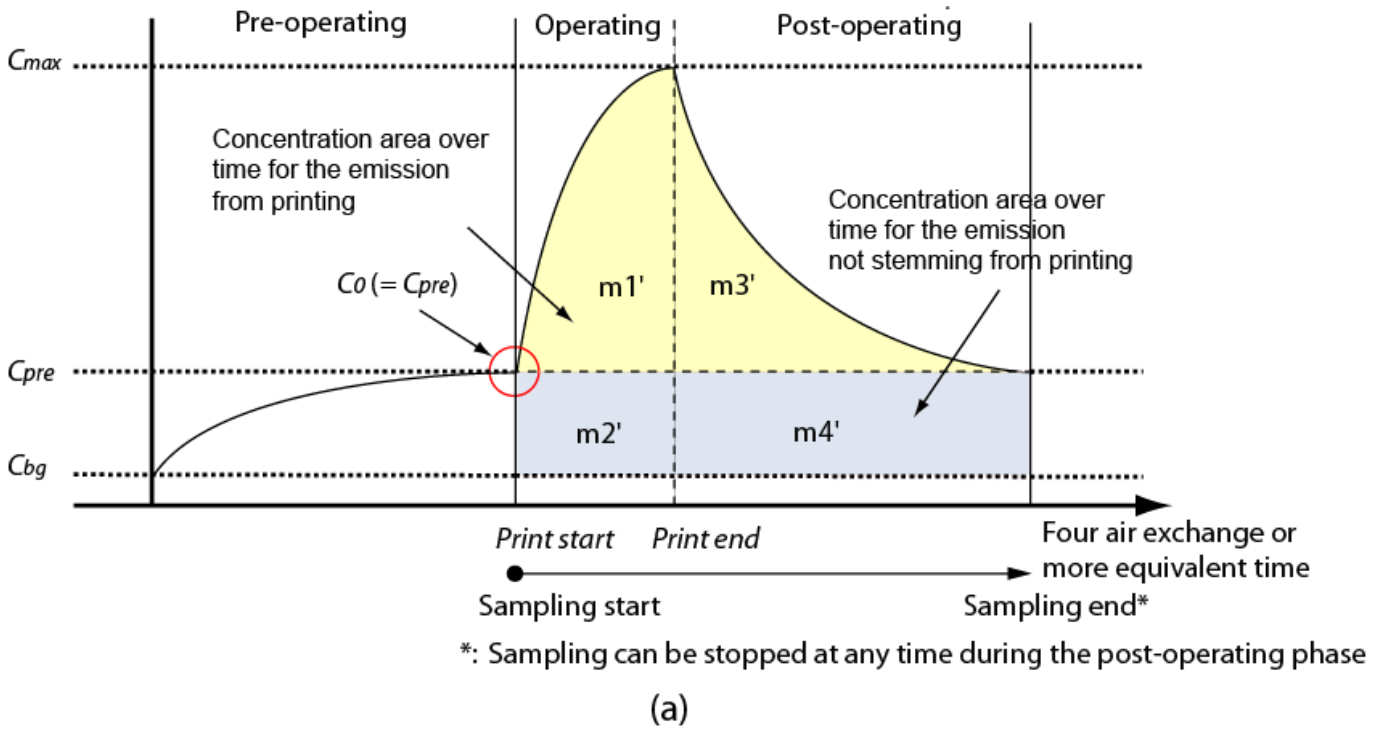 Pre-operating
Operating
Post-operating
Cmax
Concentration area over
time for the emission
from printing
Concentration area over
time for the emission
not stemming from printing
C0 (= Cpre)
m1'
m3'
Cpre
m2'
m4'
Cbg
Print start
Print end
Four air exchange or
more equivalent time
Sampling start
Sampling end*
*: Sampling can be stopped at any time during the post-operating phase
(a)